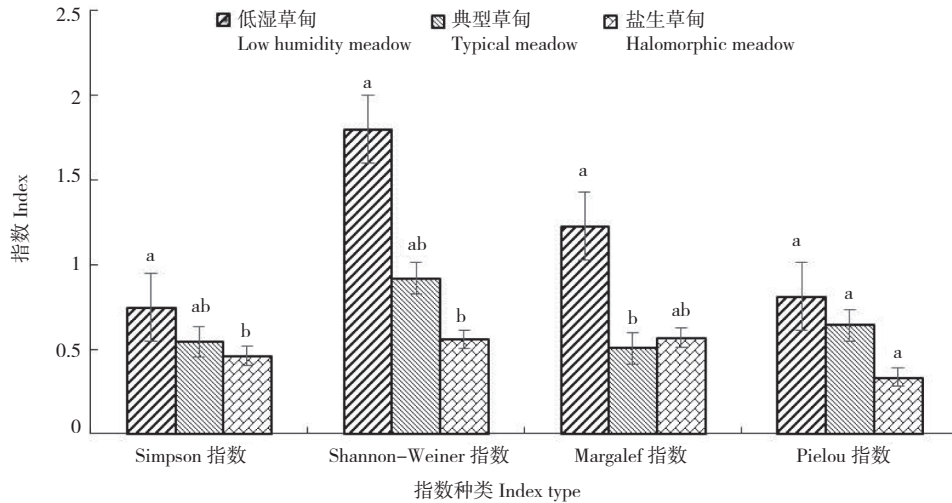 2.5
低湿草甸 典型草甸 盐生草甸
Low humidity meadow Typical meadow Halomorphic meadow
2
1.5
1
0.5
0
指数 Index
a
ab
b
a
ab
b
a
b
ab
a
a
a
Simpson 指数 Shannon-Weiner 指数 Margalef 指数 Pielou 指数
指数种类 Index type